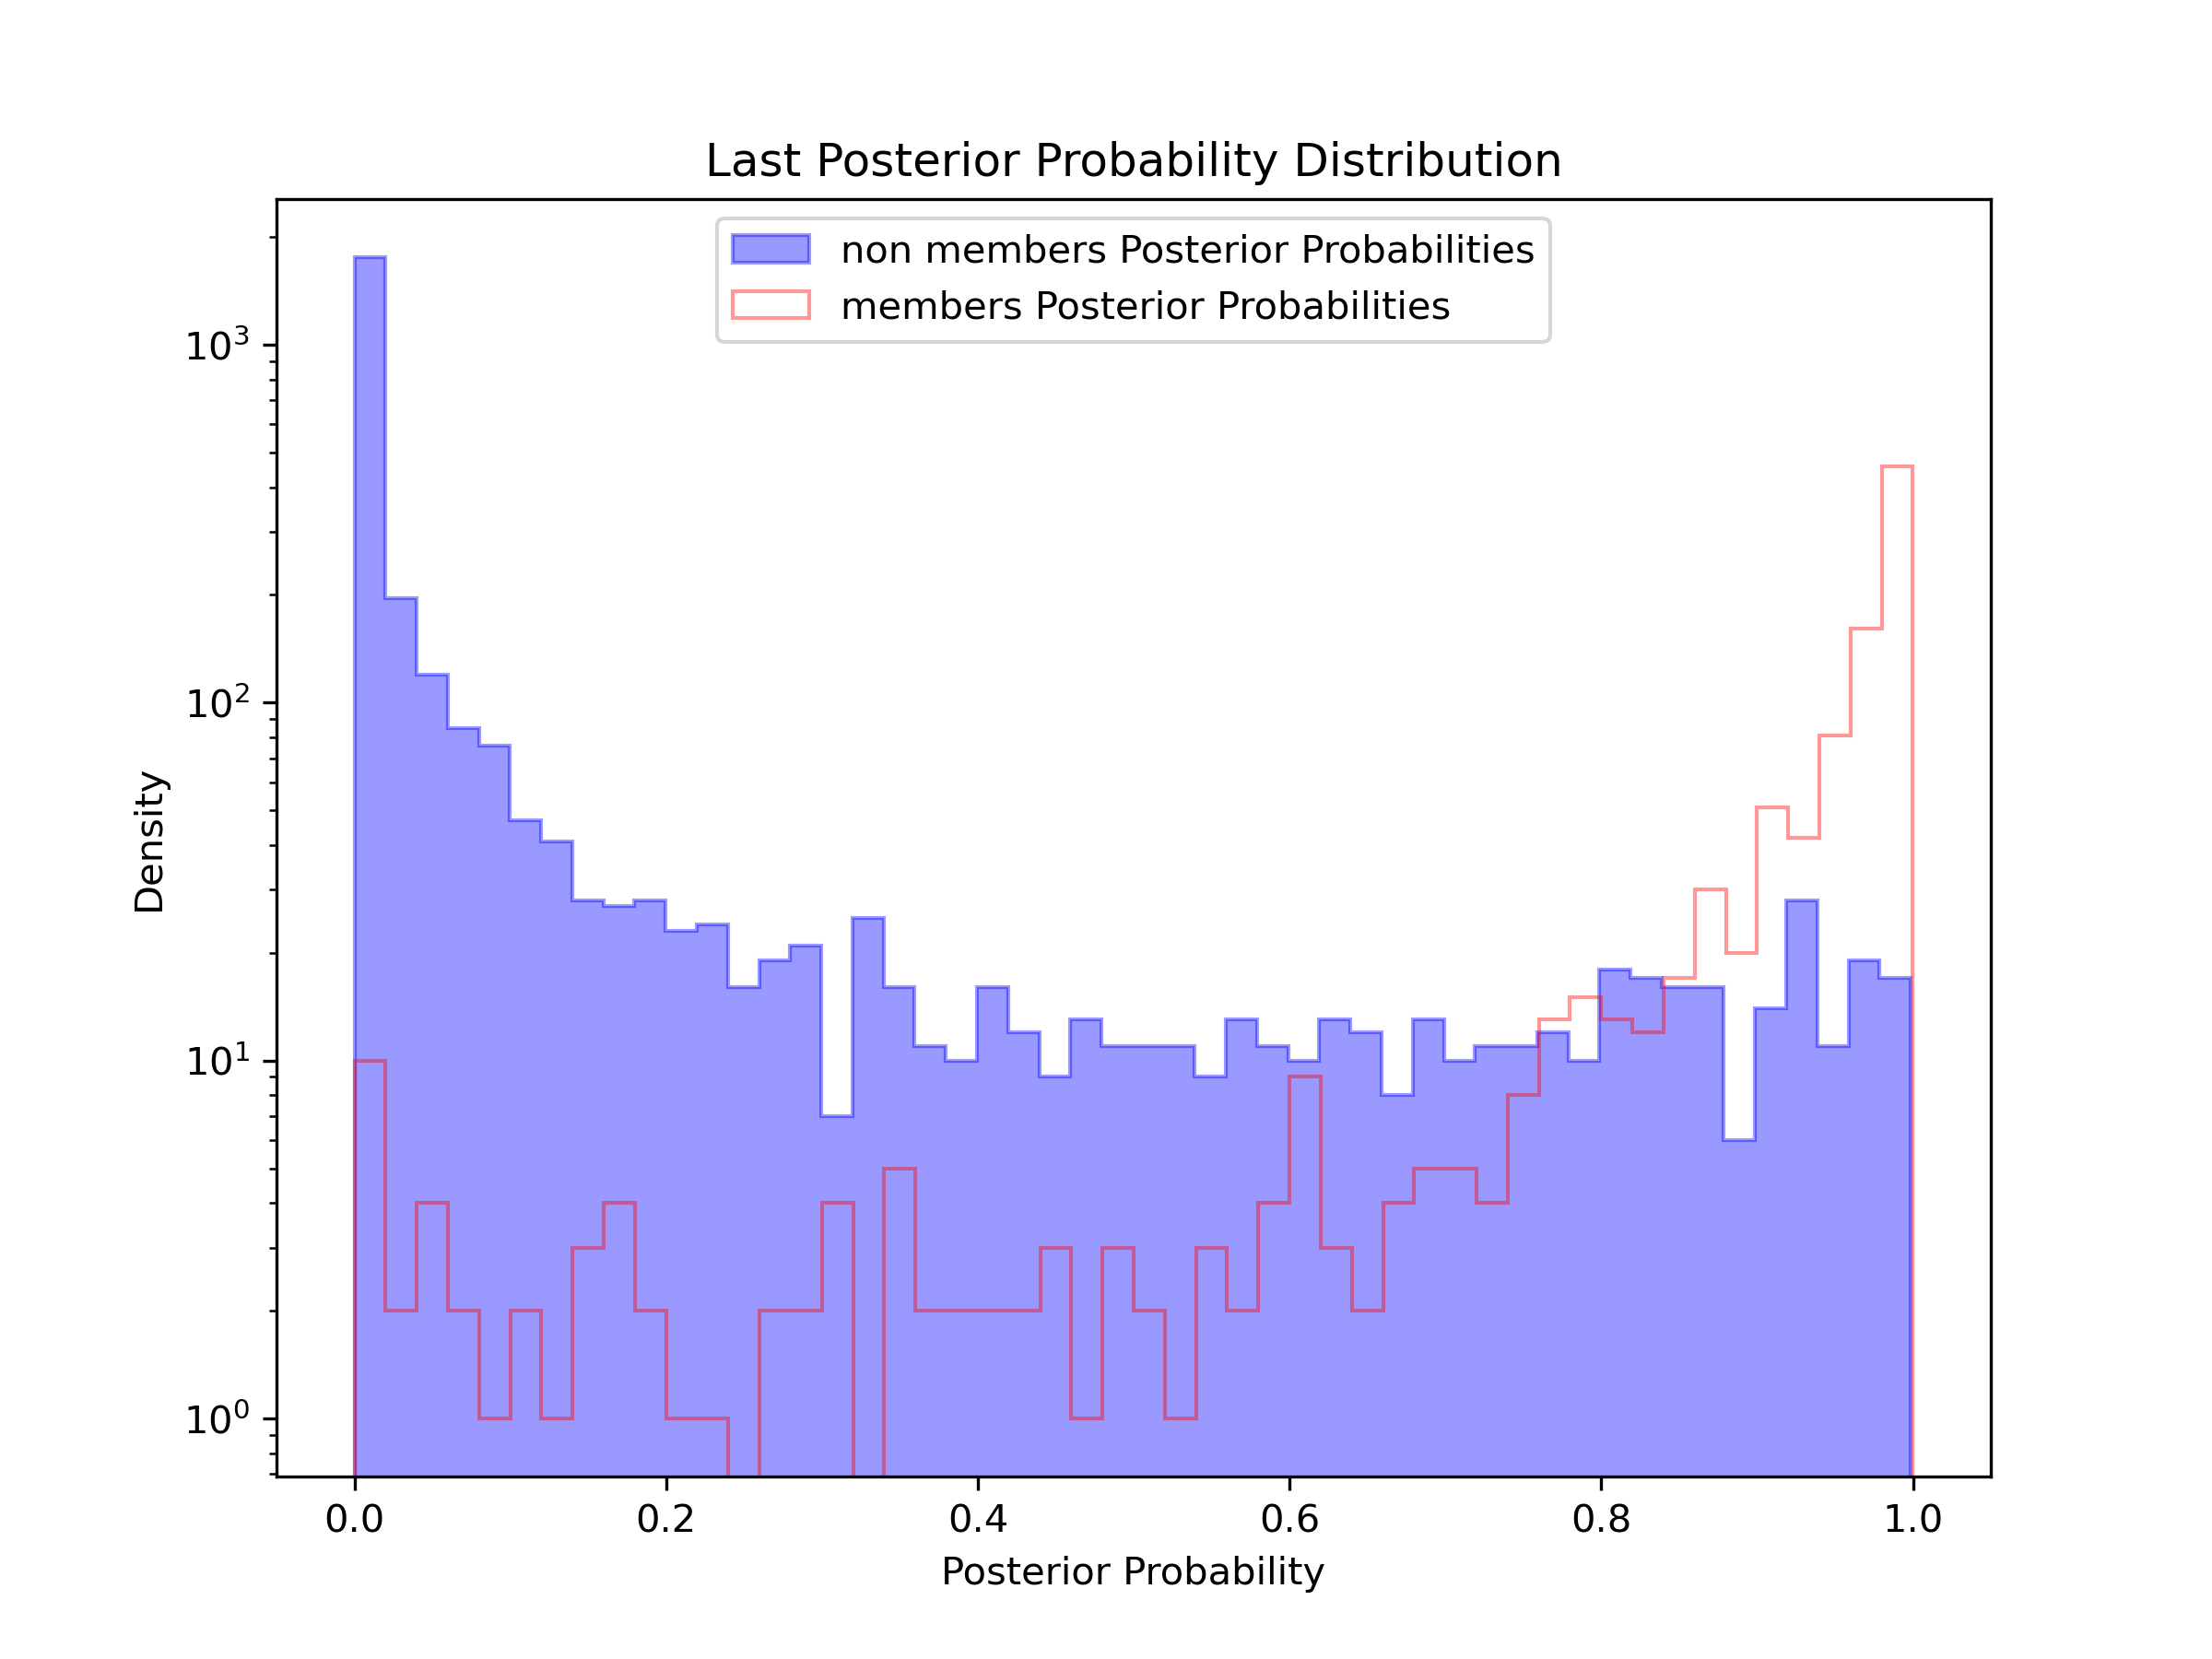 Last Posterior Probability Distribution
non members Posterior Probabilities
members Posterior Probabilities
10³
10²
10¹
10⁰
Density
0.0 0.2 0.4 0.6 0.8 1.0
Posterior Probability